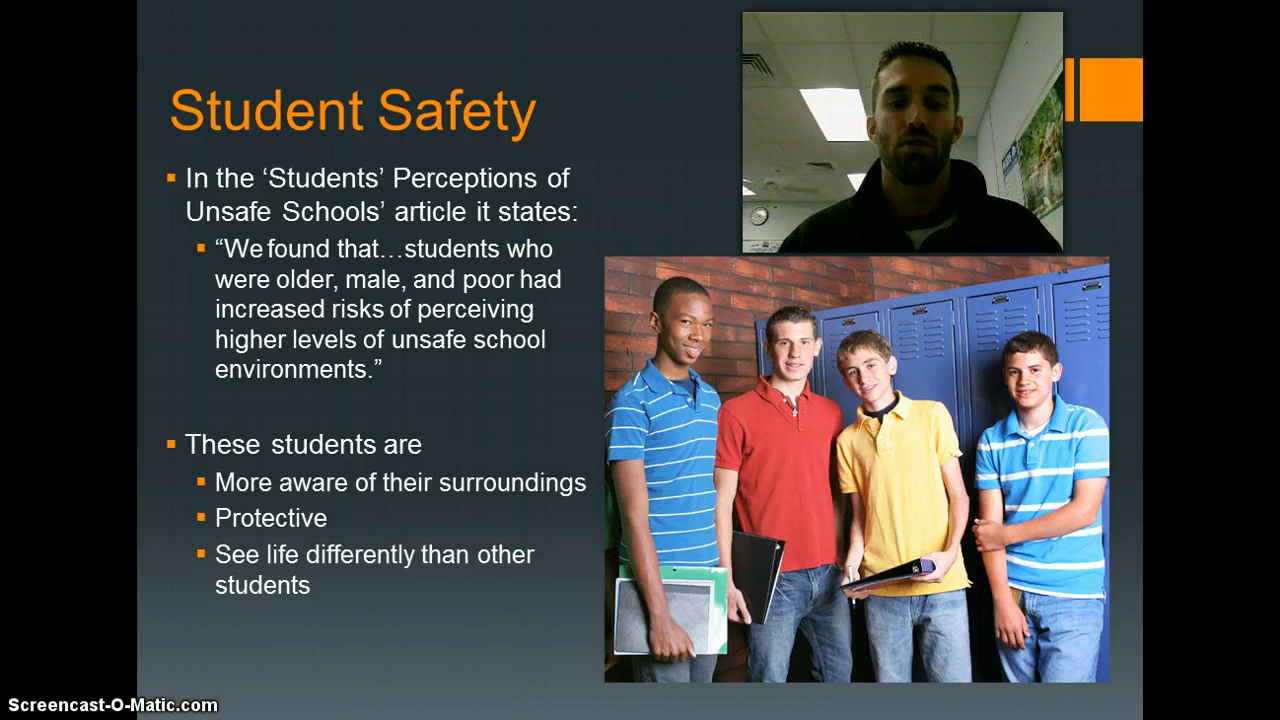 Student Safety
In the ‘Students’ Perceptions of
Unsafe Schools’ article it states:
“We found that…students who
were older, male, and poor had
increased risks of perceiving
higher levels of unsafe school
environments.”
These students are
More aware of their surroundings
Protective
See life differently than other
students
Screencast-O-Matic.com